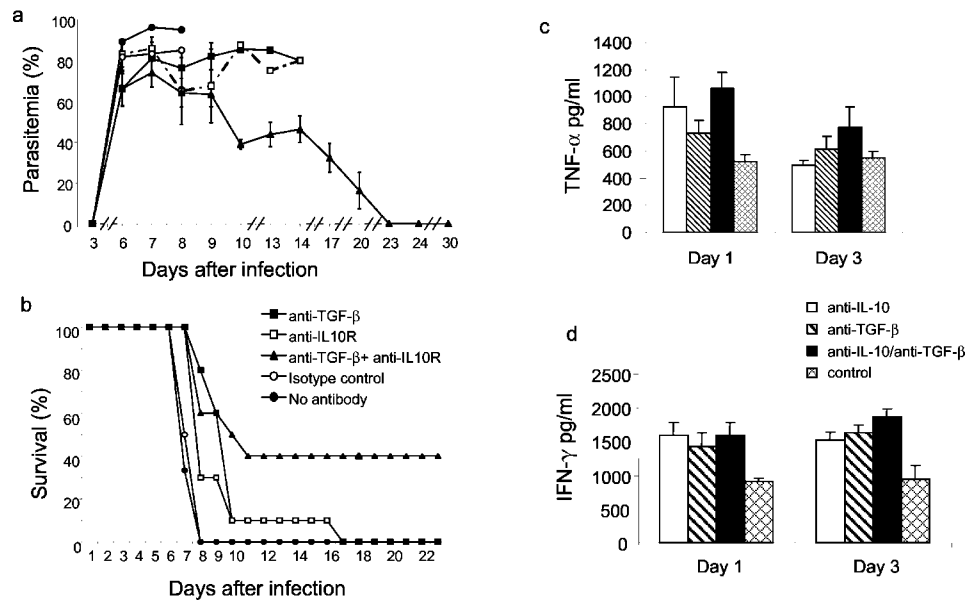 a
Parasitemia (%)
100
80
60
40
20
0
3 6 7 8 9 10 13 14 17 20 23 24 30
Days after infection
b
Survival (%)
100
80
60
40
20
0
1 2 3 4 5 6 7 8 9 10 12 14 16 18 20 22
Days after infection
anti-TGF-β
anti-IL10R
anti-TGF-β+ anti-IL10R
Isotype control
No antibody
c
TNF-α pg/ml
1400
1200
1000
800
600
400
200
0
Day 1 Day 3
anti-IL-10
anti-TGF-β
anti-IL-10/anti-TGF-β
control
d
IFN-γ pg/ml
2500
2000
1500
1000
500
0
Day 1 Day 3